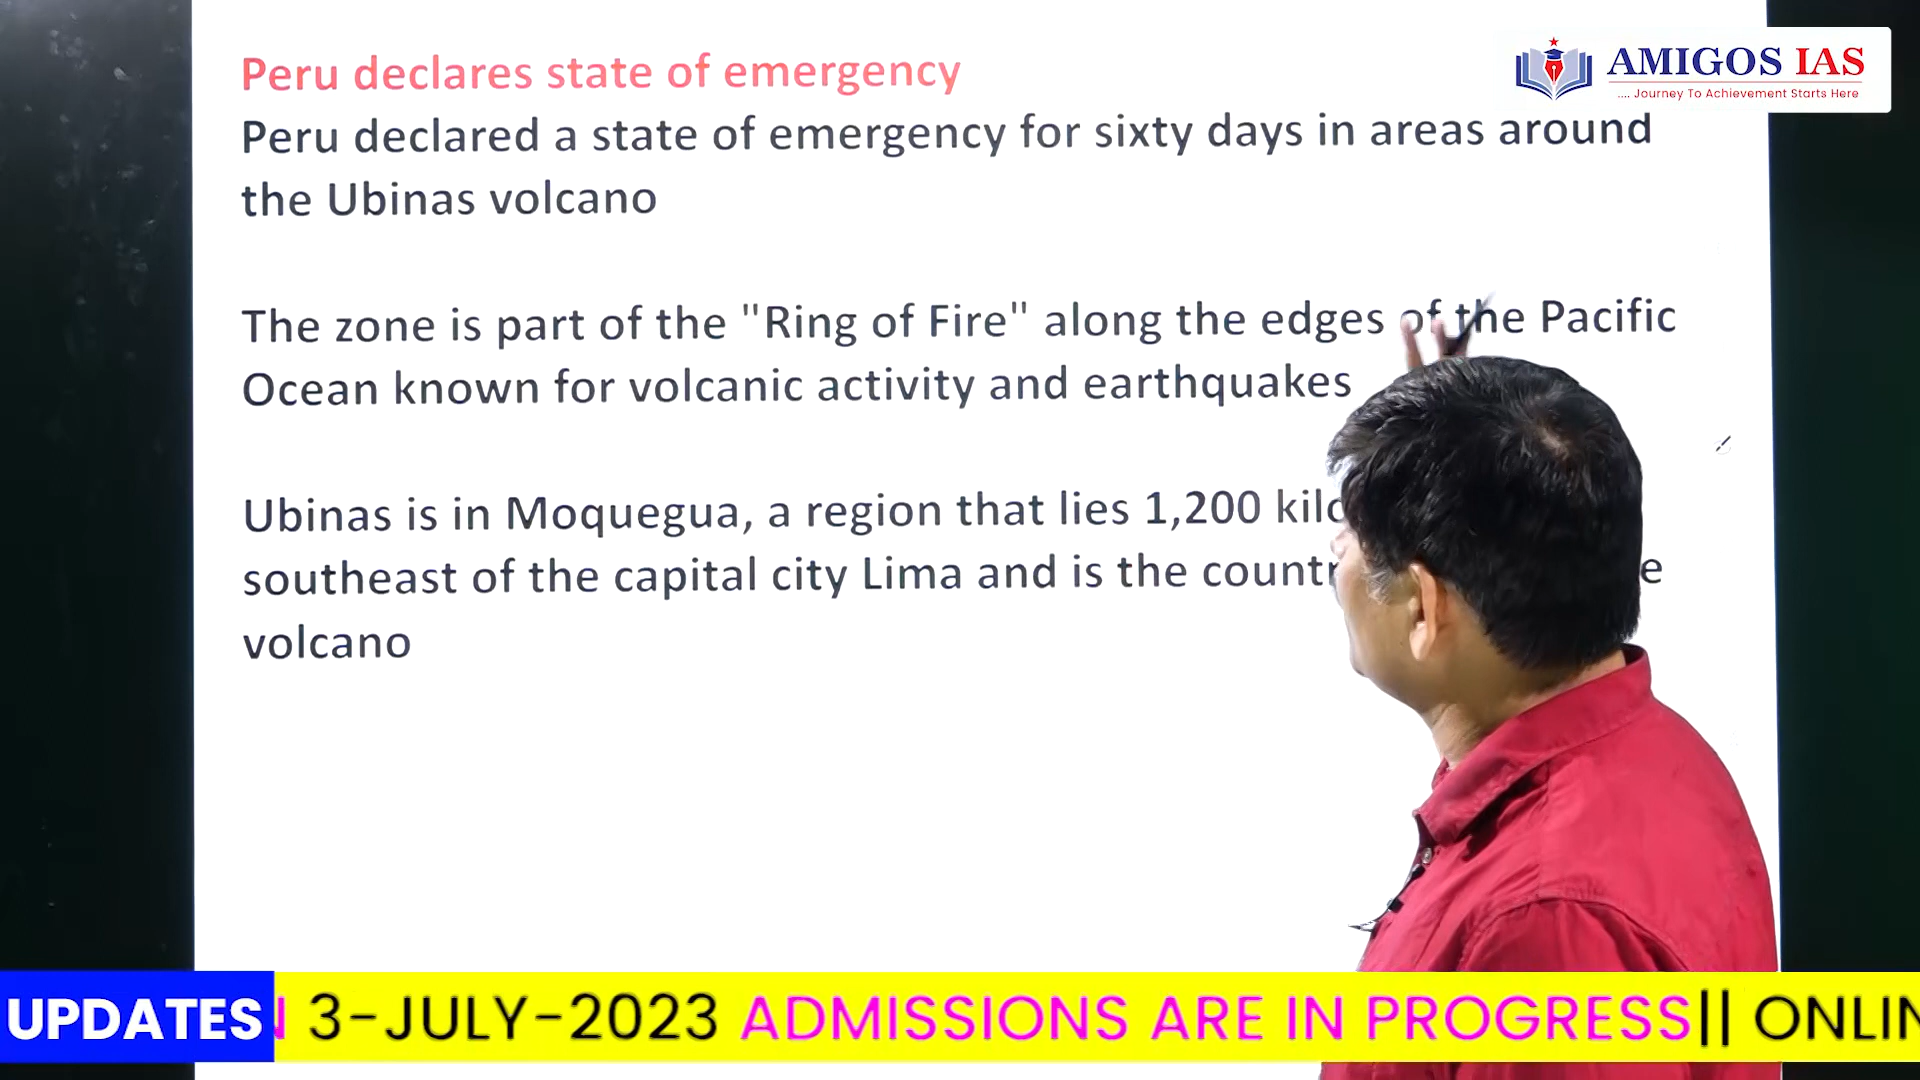 Peru declares state of emergency
AMIGOS IAS
.... Journey To Achievement Starts Here
Peru declared a state of emergency for sixty days in areas around
the Ubinas volcano
The zone is part of the "Ring of Fire" along the edges of the Pacific
Ocean known for volcanic activity and earthquakes
Ubinas is in Moquegua, a region that lies 1,200
southeast of the capital city Lima and is the
volcano
UPDATES 3-JULY-2023 ADMISSIONS ARE IN PROGRESS||